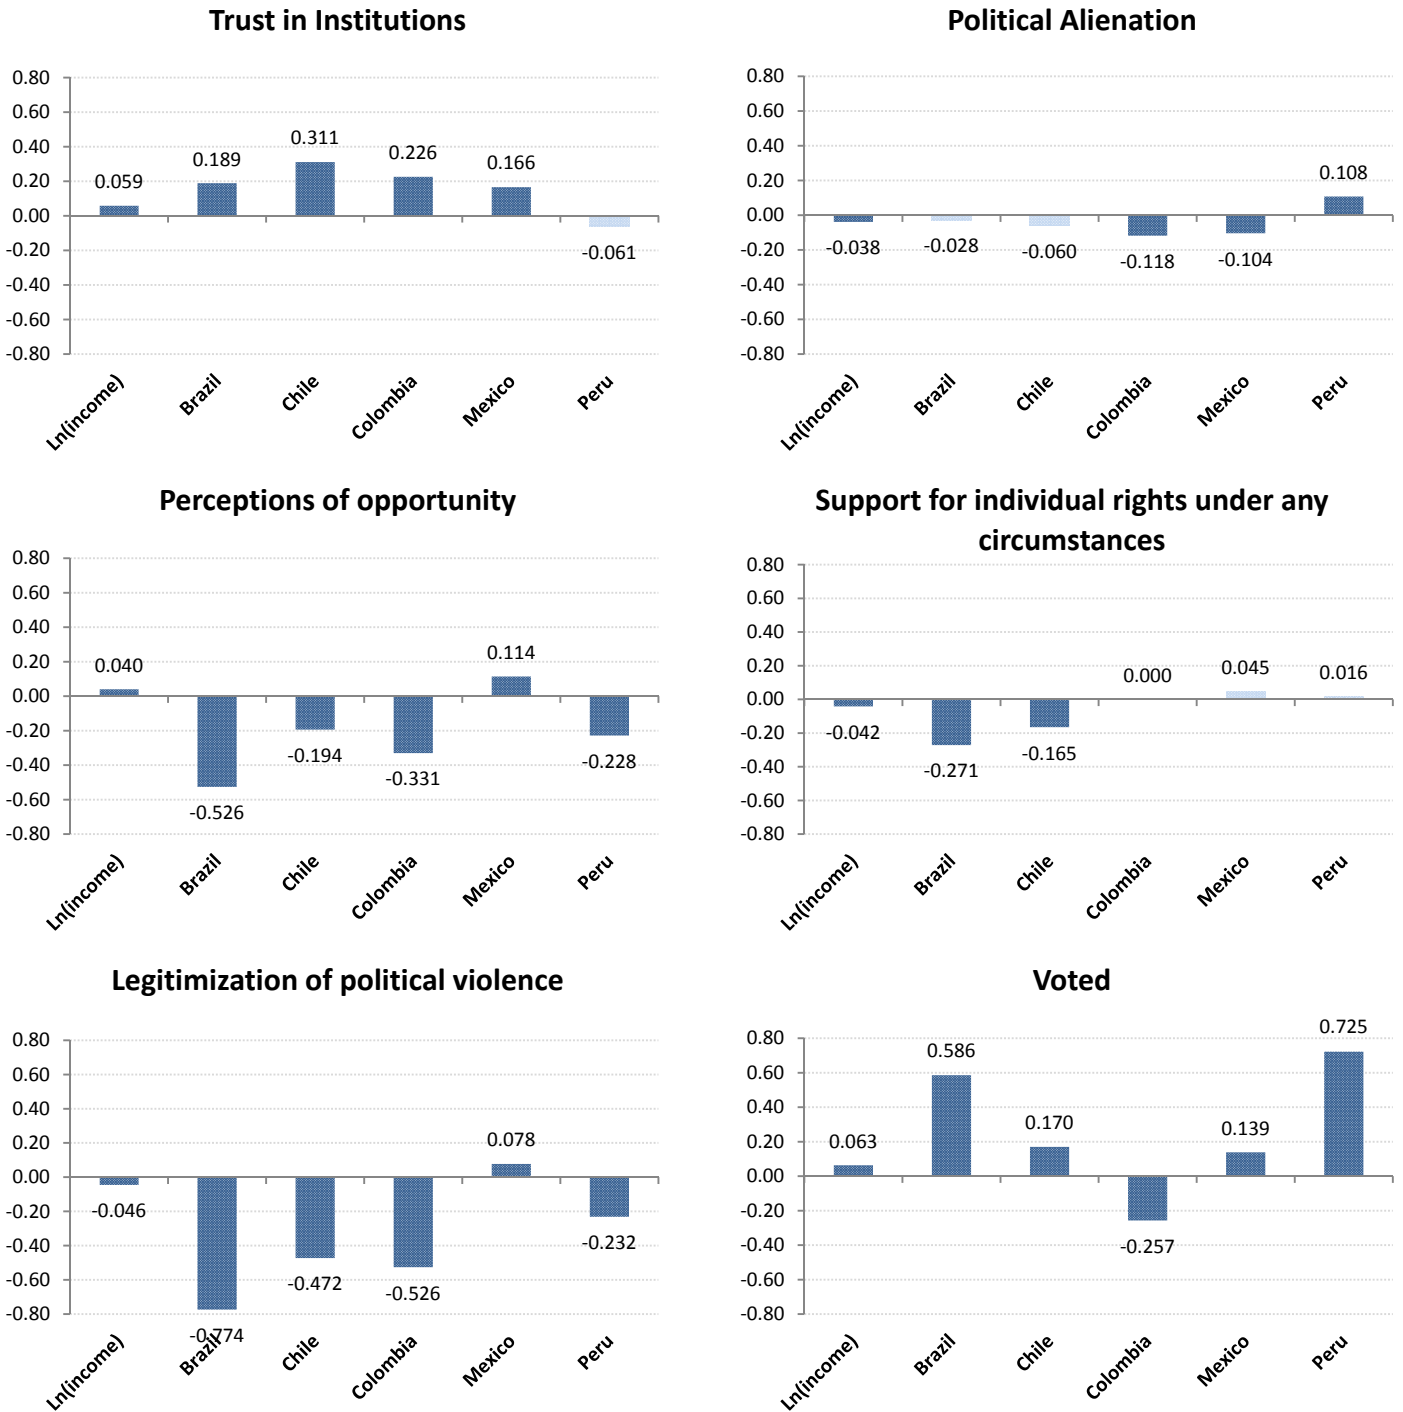 Trust in Institutions
0.80
0.60
0.40
0.20
0.00
-0.20
-0.40
-0.60
-0.80
0.059
0.189
0.311
0.226
0.166
-0.061
Ln(income)
Brazil
Chile
Colombia
Mexico
Peru
Political Alienation
0.80
0.60
0.40
0.20
0.00
-0.20
-0.40
-0.60
-0.80
-0.038
-0.028
-0.060
-0.118
-0.104
0.108
Ln(income)
Brazil
Chile
Colombia
Mexico
Peru
Perceptions of opportunity
0.80
0.60
0.40
0.20
0.00
-0.20
-0.40
-0.60
-0.80
0.040
-0.526
-0.194
-0.331
0.114
-0.228
Ln(income)
Brazil
Chile
Colombia
Mexico
Peru
Support for individual rights under any
circumstances
0.80
0.60
0.40
0.20
0.00
-0.20
-0.40
-0.60
-0.80
-0.042
-0.271
-0.165
0.000
0.045
0.016
Ln(income)
Brazil
Chile
Colombia
Mexico
Peru
Legitimization of political violence
0.80
0.60
0.40
0.20
0.00
-0.20
-0.40
-0.60
-0.80
-0.046
-0.774
-0.472
-0.526
0.078
-0.232
Ln(income)
Brazil
Chile
Colombia
Mexico
Peru
Voted
0.80
0.60
0.40
0.20
0.00
-0.20
-0.40
-0.60
-0.80
0.063
0.586
0.170
-0.257
0.139
0.725
Ln(income)
Brazil
Chile
Colombia
Mexico
Peru